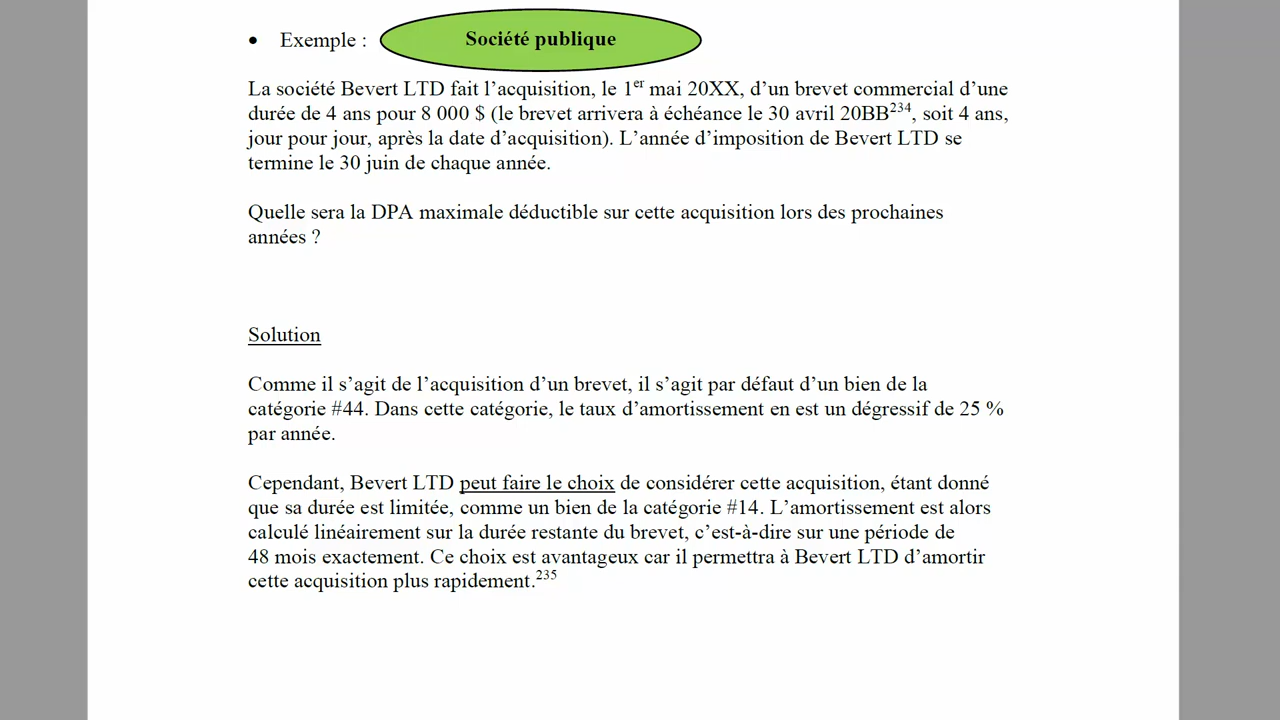 • Exemple : Société publique
La société Bevert LTD fait l’acquisition, le 1er mai 20XX, d’un brevet commercial d’une
durée de 4 ans pour 8 000 $ (le brevet arrivera à échéance le 30 avril 20BB234, soit 4 ans,
jour pour jour, après la date d’acquisition). L’année d’imposition de Bevert LTD se
termine le 30 juin de chaque année.
Quelle sera la DPA maximale déductible sur cette acquisition lors des prochaines
années ?
Solution
Comme il s’agit de l’acquisition d’un brevet, il s’agit par défaut d’un bien de la
catégorie #44. Dans cette catégorie, le taux d’amortissement en est un dégressif de 25 %
par année.
Cependant, Bevert LTD peut faire le choix de considérer cette acquisition, étant donné
que sa durée est limitée, comme un bien de la catégorie #14. L’amortissement est alors
calculé linéairement sur la durée restante du brevet, c’est-à-dire sur une période de
48 mois exactement. Ce choix est avantageux car il permettra à Bevert LTD d’amortir
cette acquisition plus rapidement.235